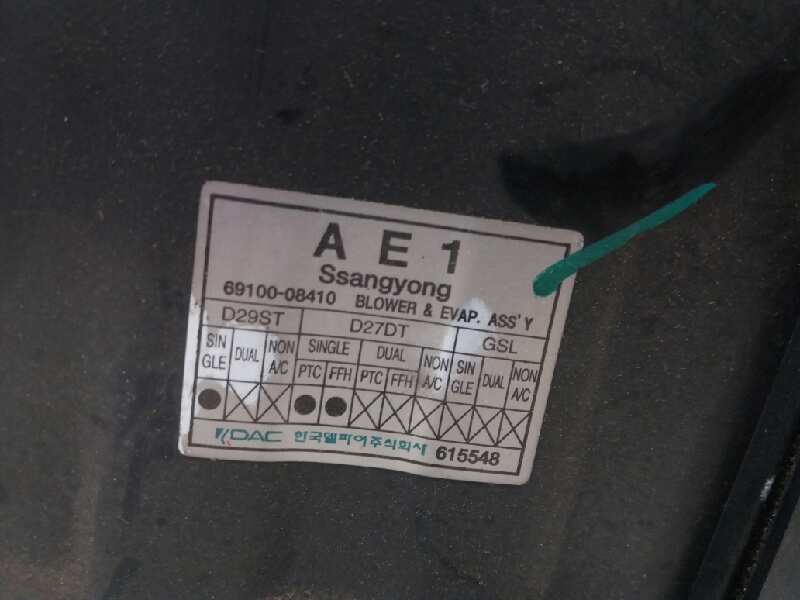 A E 1
Ssangyong
69100-08410 BLOWER & EVAP. ASS'Y
D29ST D27DT GSL
SIN GLE DUAL NON A/C SINGLE DUAL NON A/C SIN GLE DUAL NON A/C
PTC FFH PTC FFH
KDAC 한국델파이주식회사 615548